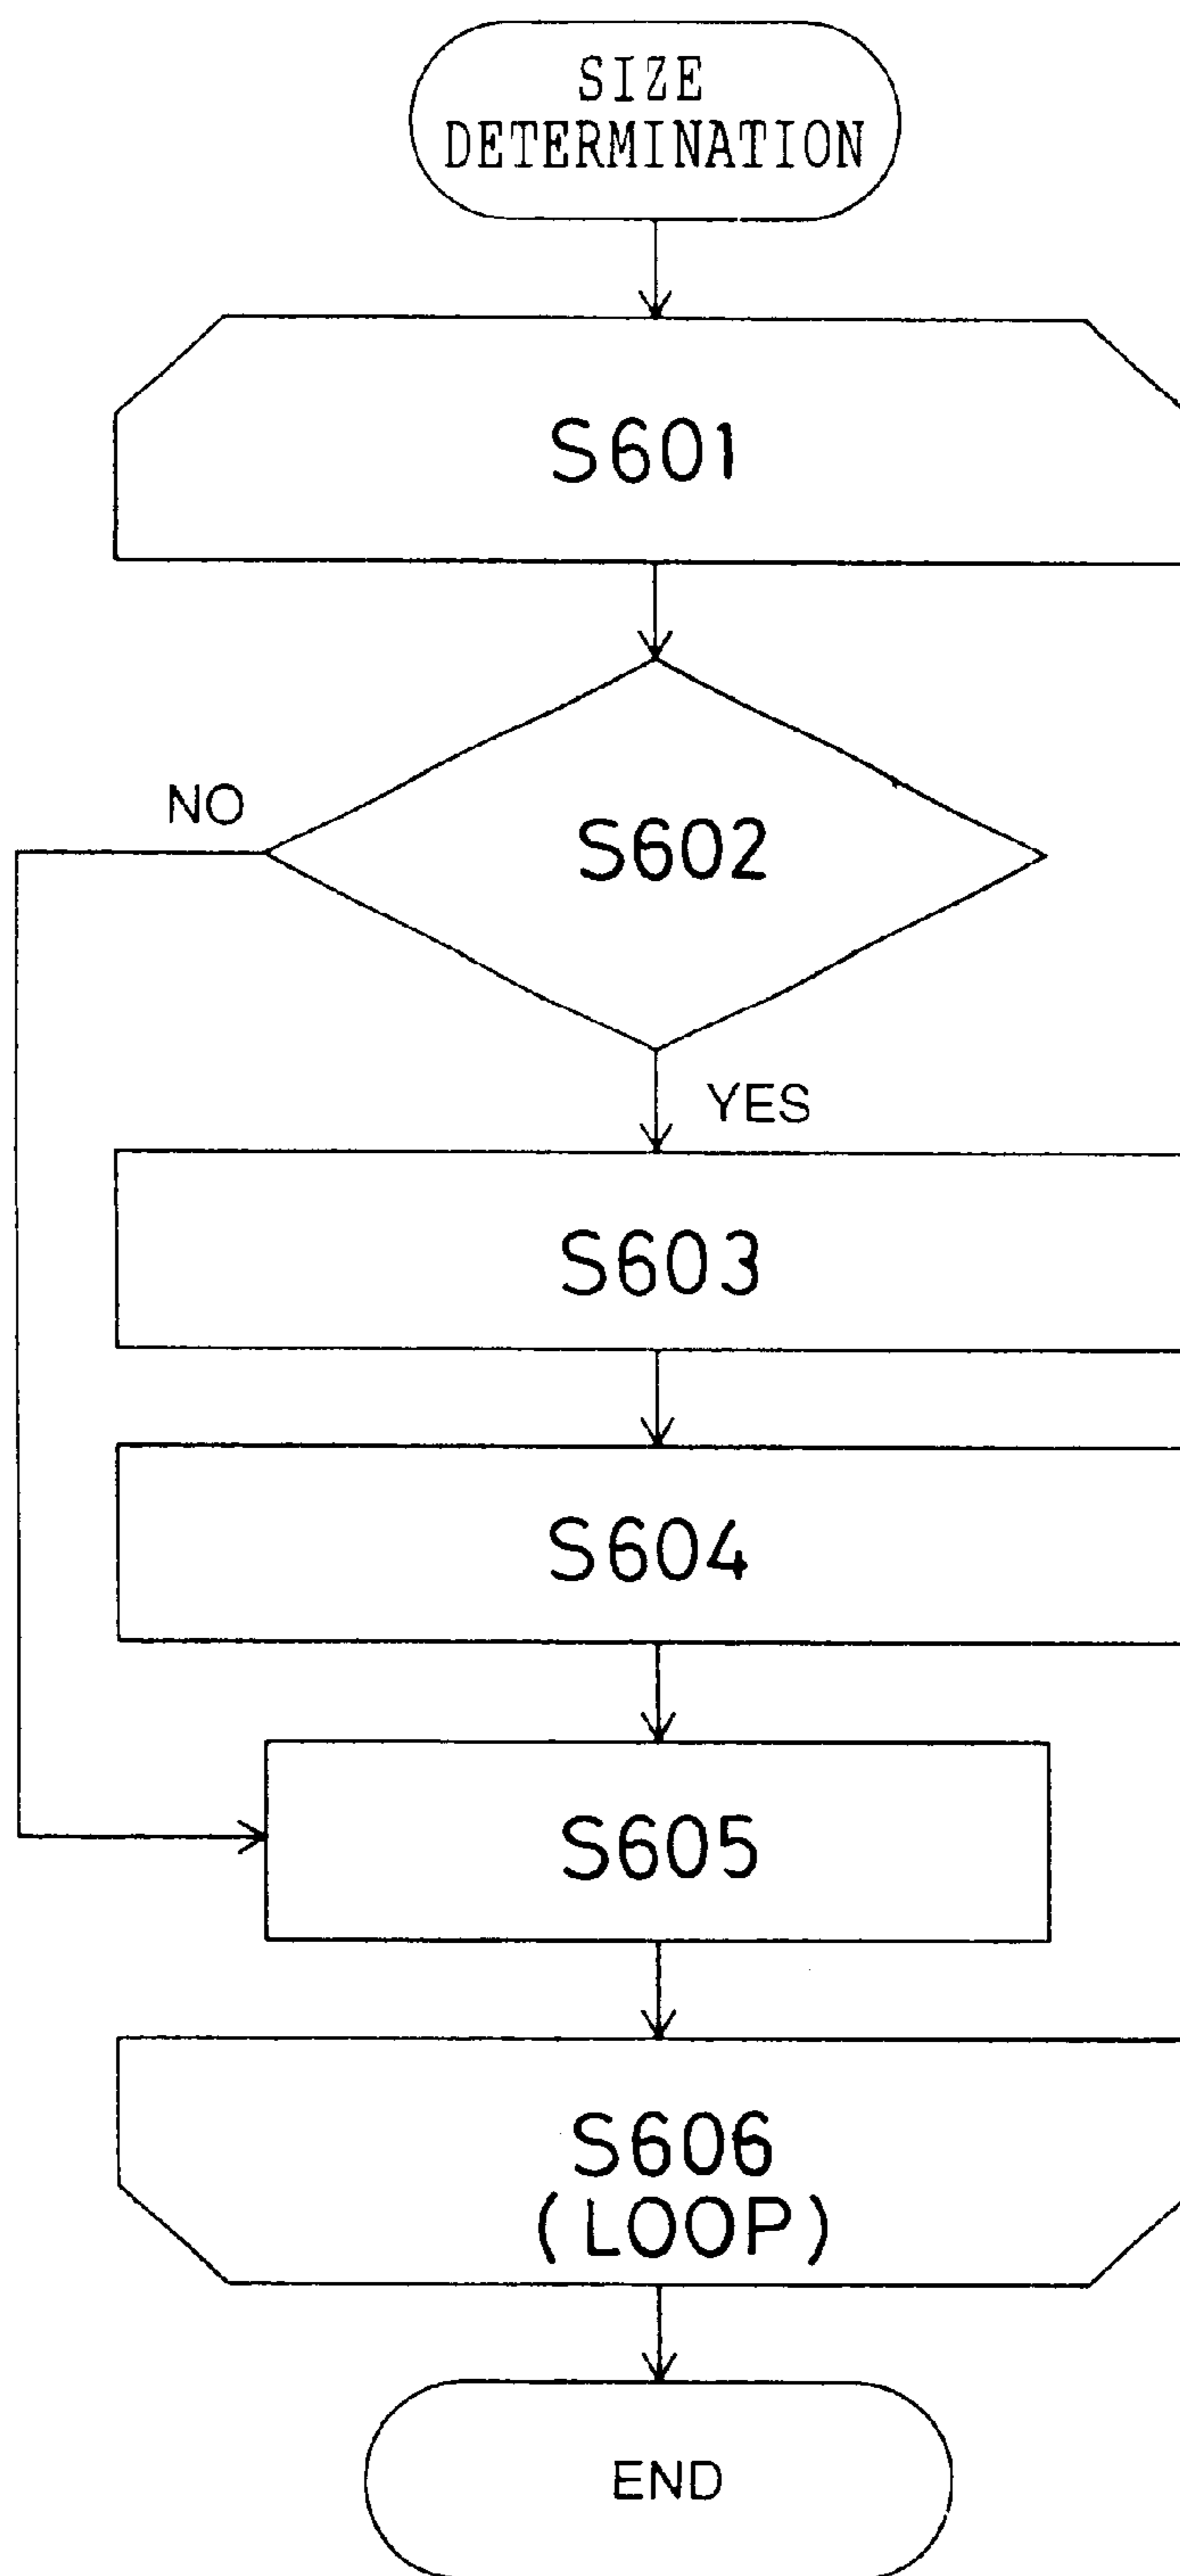 SIZE
DETERMINATION
S601
NO
S602
YES
S603
S604
S605
S606
(LOOP)
END